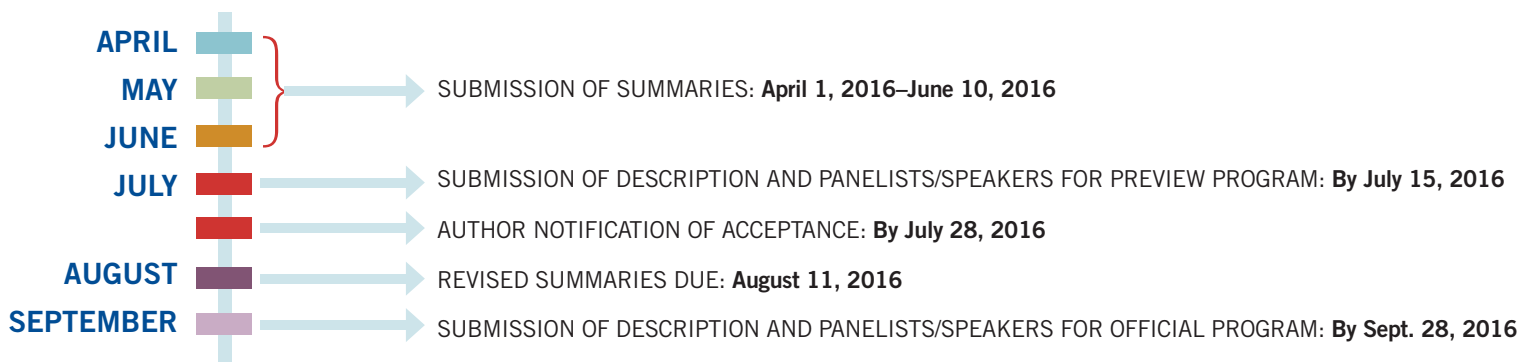 APRIL
MAY
SUBMISSION OF SUMMARIES: April 1, 2016–June 10, 2016
JUNE
JULY
SUBMISSION OF DESCRIPTION AND PANELISTS/SPEAKERS FOR PREVIEW PROGRAM: By July 15, 2016
AUTHOR NOTIFICATION OF ACCEPTANCE: By July 28, 2016
AUGUST
REVISED SUMMARIES DUE: August 11, 2016
SEPTEMBER
SUBMISSION OF DESCRIPTION AND PANELISTS/SPEAKERS FOR OFFICIAL PROGRAM: By Sept. 28, 2016